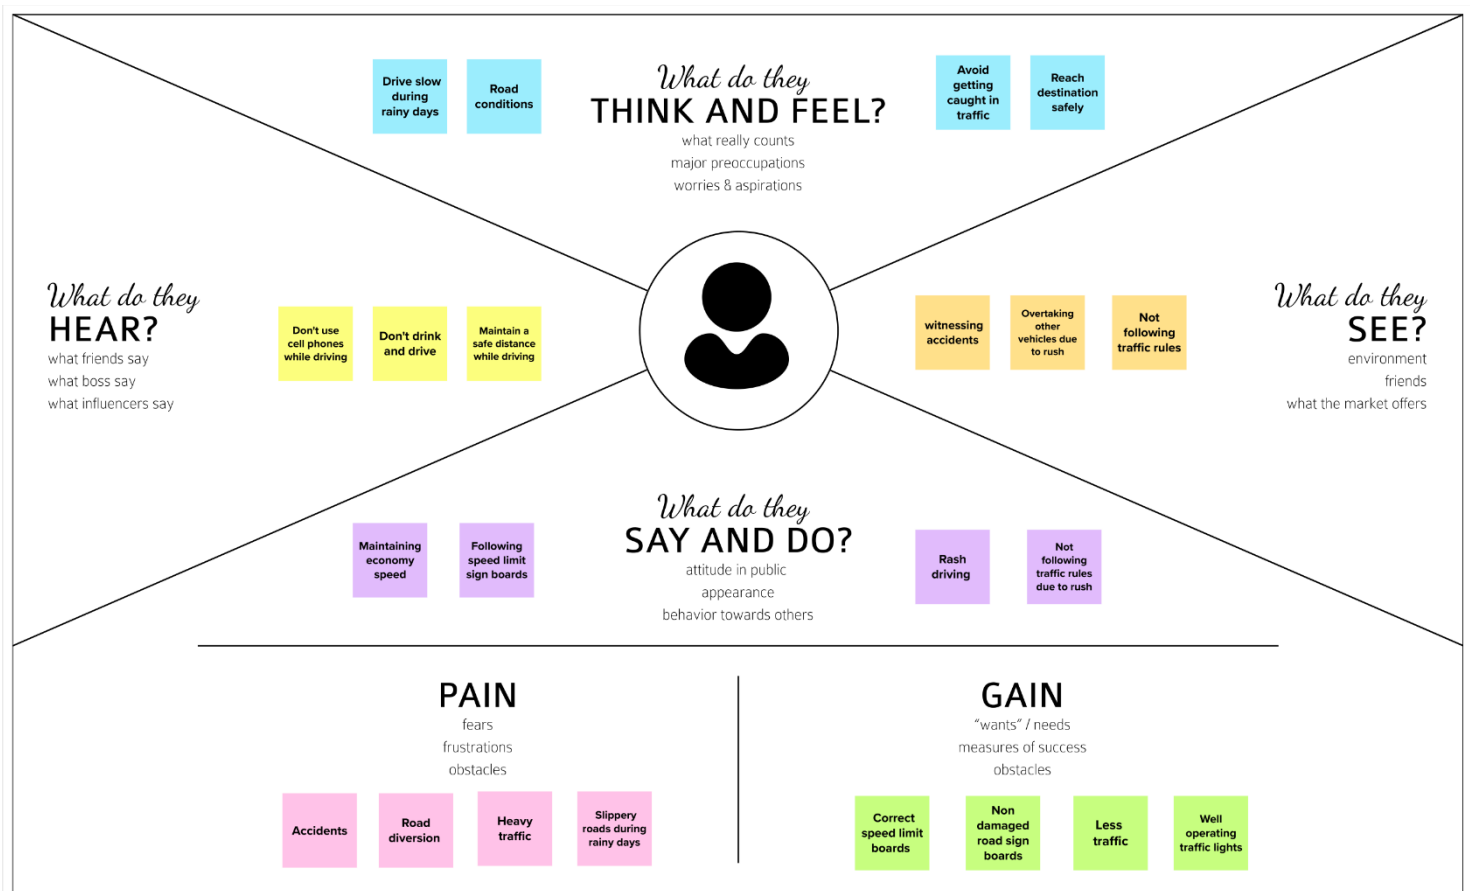 What do they
THINK AND FEEL?
what really counts
major preoccupations
worries & aspirations
Drive slow
during
rainy days
Road
conditions
Avoid
getting
caught in
traffic
Reach
destination
safely
What do they
HEAR?
what friends say
what boss say
what influencers say
Don't use
cell phones
while driving
Don't drink
and drive
Maintain a
safe distance
while driving
witnessing
accidents
Overtaking
other
vehicles due
to rush
Not
following
traffic rules
What do they
SEE?
environment
friends
what the market offers
What do they
SAY AND DO?
attitude in public
appearance
behavior towards others
Maintaining
economy
speed
Following
speed limit
sign boards
Rash
driving
Not
following
traffic rules
due to rush
PAIN
fears
frustrations
obstacles
Accidents
Road
diversion
Heavy
traffic
Slippery
roads during
rainy days
GAIN
"wants" / needs
measures of success
obstacles
Correct
speed limit
boards
Non
damaged
road sign
boards
Less
traffic
Well
operating
traffic lights